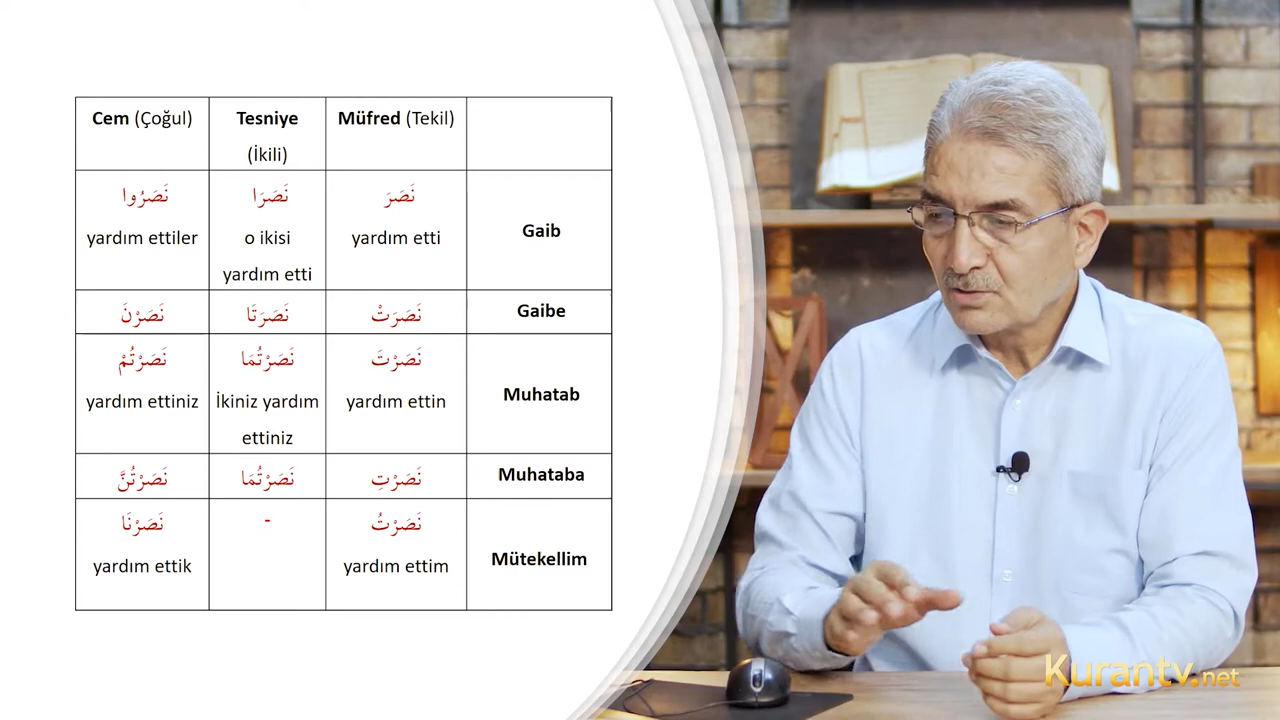 Cem (Çoğul) Tesniye Müfred (Tekil)
(İkili)
نَصَرُوا نَصَرَا نَصَرَ
yardım ettiler o ikisi yardım etti Gaib
yardım etti
نَصَرْنَ نَصَرَتَا نَصَرَتْ Gaibe
نَصَرْتُمْ نَصَرْتُمَا نَصَرْتَ
yardım ettiniz İkiniz yardım yardım ettin Muhatab
ettiniz
نَصَرْتُنَّ نَصَرْتُمَا نَصَرْتِ Muhataba
نَصَرْنَا - نَصَرْتُ
yardım ettik yardım ettim Mütekellim
Kurantv.net